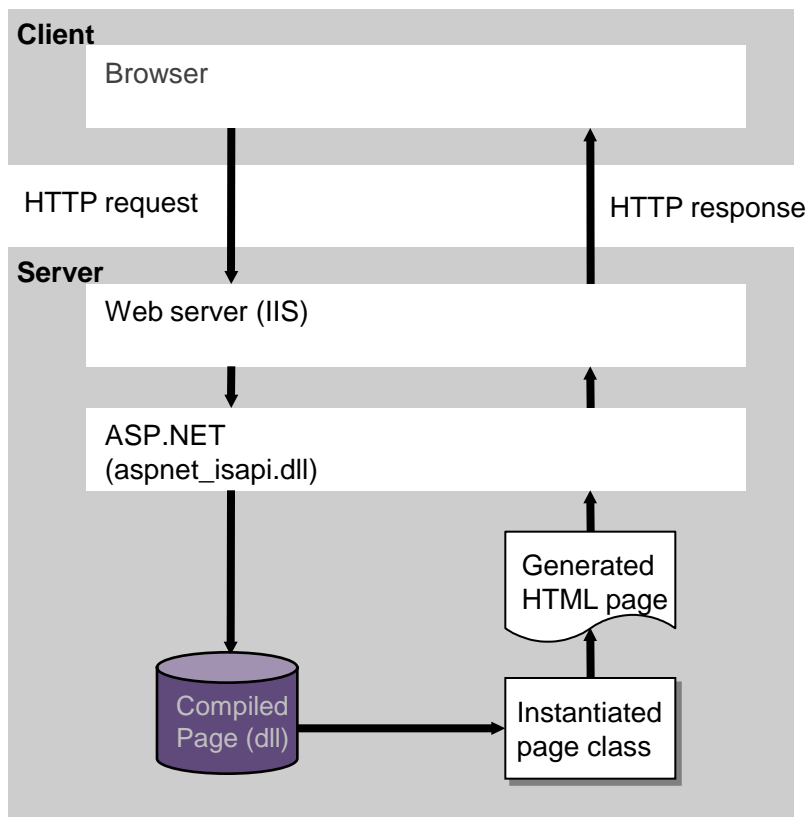 Client
Browser
HTTP request
HTTP response
Server
Web server (IIS)
ASP.NET
(aspnet_isapi.dll)
Generated
HTML page
Compiled
Page (dll)
Instantiated
page class